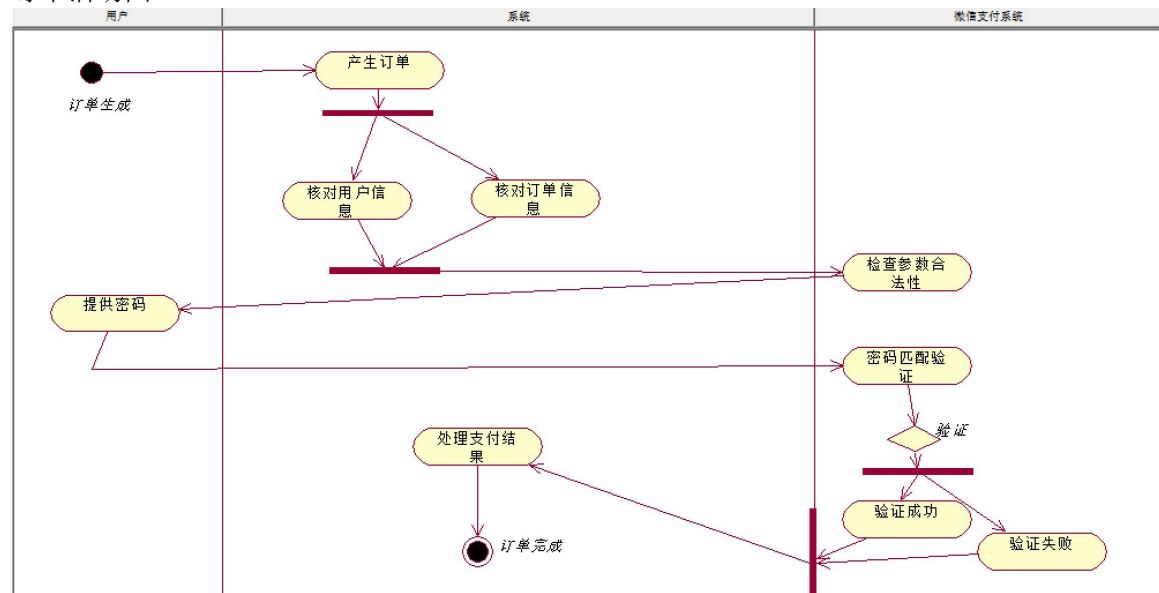 用户
系统
微信支付系统
产生订单
订单生成
核对用户信
息
核对订单信
息
检查参数合
法性
提供密码
密码匹配验
证
验证
处理支付结
果
验证成功
验证失败
订单完成